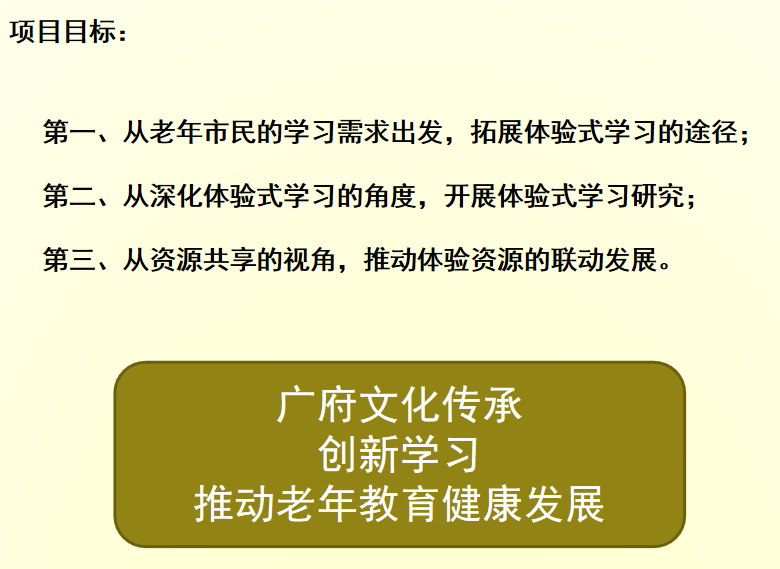 项目目标：
第一、从老年市民的学习需求出发，拓展体验式学习的途径；
第二、从深化体验式学习的角度，开展体验式学习研究；
第三、从资源共享的视角，推动体验资源的联动发展。
广府文化传承
创新学习
推动老年教育健康发展